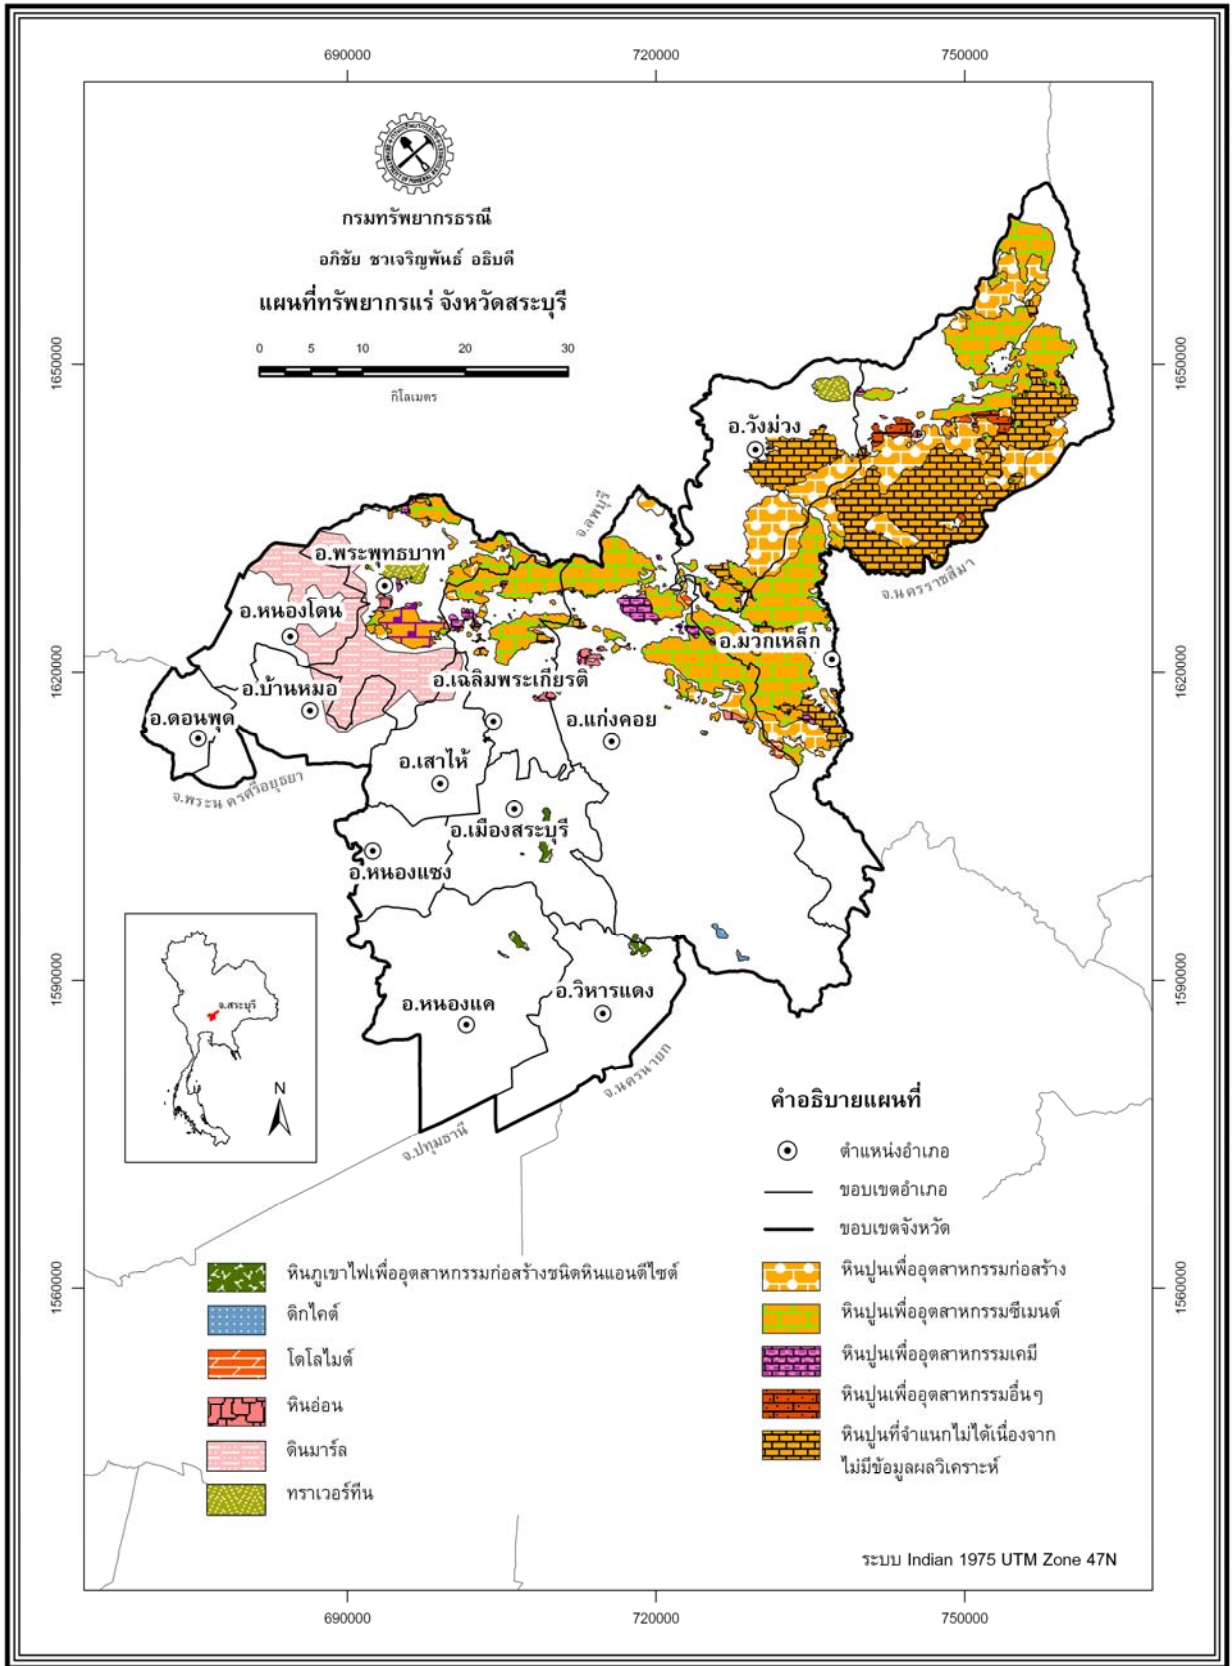 690000
720000
750000
กรมทรัพยากรธรณี
อภิชัย ชวเจริญพันธ์ อธิบดี
แผนที่ทรัพยากรแร่ จังหวัดสระบุรี
0 5 10 20 30
กิโลเมตร
1650000
1650000
อ.วังม่วง
จ.ลพบุรี
อ.พระพุทธบาท
จ.นครราชสีมา
อ.หนองโดน
อ.มวกเหล็ก
1620000
1620000
อ.บ้านหมอ
อ.เฉลิมพระเกียรติ
อ.ดอนพุด
อ.แก่งคอย
อ.เสาไห้
จ.พระนครศรีอยุธยา
อ.เมืองสระบุรี
อ.หนองแซง
1590000
1590000
จ.สระบุรี
อ.หนองแค
อ.วิหารแดง
N
จ.นครนายก
จ.ปทุมธานี
คำอธิบายแผนที่
ตำแหน่งอำเภอ
ขอบเขตอำเภอ
ขอบเขตจังหวัด
1560000
1560000
หินภูเขาไฟเพื่ออุตสาหกรรมก่อสร้างชนิดหินแอนดีไซต์
ดิกไคต์
โดโลไมต์
หินอ่อน
ดินมาร์ล
ทราเวอร์ทีน
หินปูนเพื่ออุตสาหกรรมก่อสร้าง
หินปูนเพื่ออุตสาหกรรมซีเมนต์
หินปูนเพื่ออุตสาหกรรมเคมี
หินปูนเพื่ออุตสาหกรรมอื่นๆ
หินปูนที่จำแนกไม่ได้เนื่องจาก
ไม่มีข้อมูลผลวิเคราะห์
ระบบ Indian 1975 UTM Zone 47N
690000
720000
750000